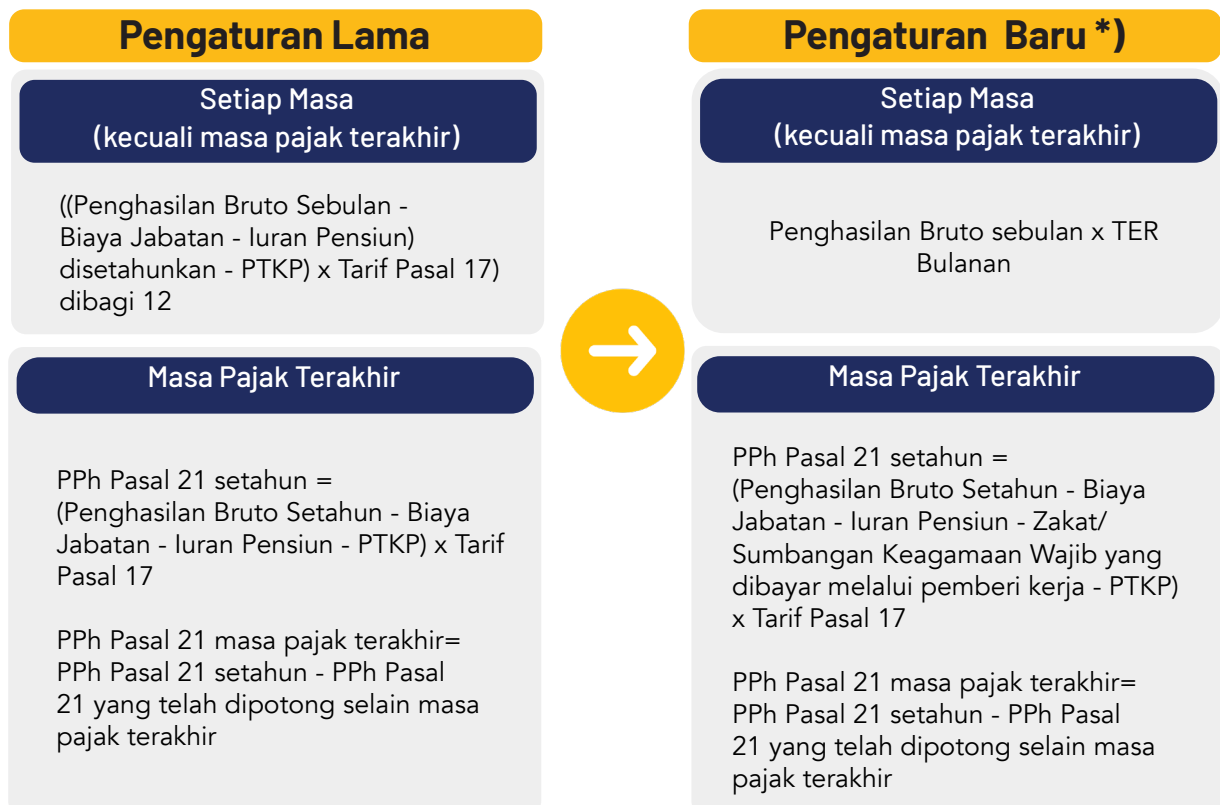 Pengaturan Lama
Setiap Masa
(kecuali masa pajak terakhir)
((Penghasilan Bruto Sebulan -
Biaya Jabatan - Iuran Pensiun)
disetahunkan - PTKP) x Tarif Pasal 17)
dibagi 12
Masa Pajak Terakhir
PPh Pasal 21 setahun =
(Penghasilan Bruto Setahun - Biaya
Jabatan - Iuran Pensiun - PTKP) x Tarif
Pasal 17
PPh Pasal 21 masa pajak terakhir=
PPh Pasal 21 setahun - PPh Pasal
21 yang telah dipotong selain masa
pajak terakhir
Pengaturan Baru *)
Setiap Masa
(kecuali masa pajak terakhir)
Penghasilan Bruto sebulan x TER
Bulanan
Masa Pajak Terakhir
PPh Pasal 21 setahun =
(Penghasilan Bruto Setahun - Biaya
Jabatan - Iuran Pensiun - Zakat/
Sumbangan Keagamaan Wajib yang
dibayar melalui pemberi kerja - PTKP)
x Tarif Pasal 17
PPh Pasal 21 masa pajak terakhir=
PPh Pasal 21 setahun - PPh Pasal
21 yang telah dipotong selain masa
pajak terakhir